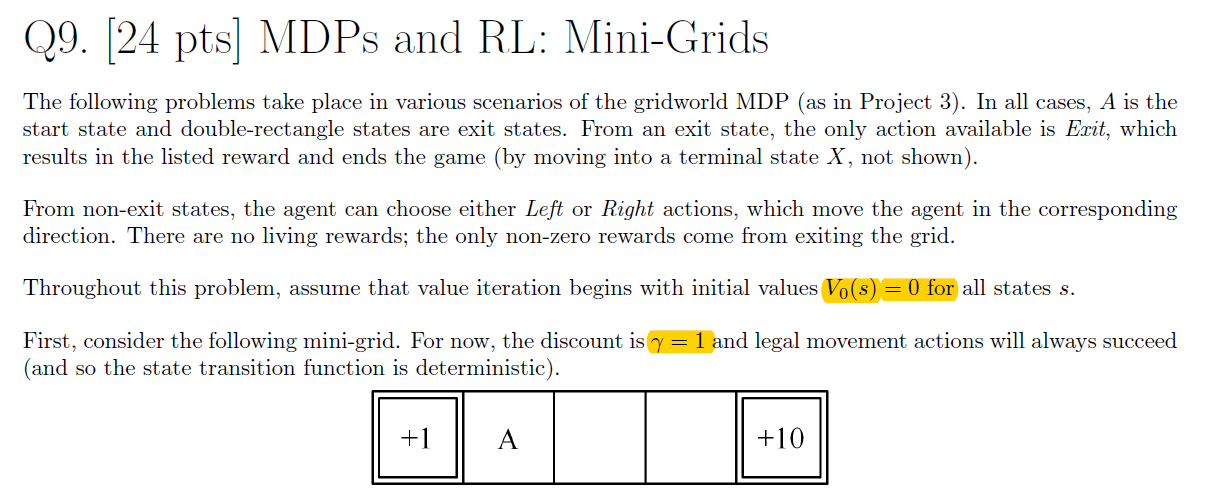 Q9. [24 pts] MDPs and RL: Mini-Grids
The following problems take place in various scenarios of the gridworld MDP (as in Project 3). In all cases, A is the
start state and double-rectangle states are exit states. From an exit state, the only action available is Exit, which
results in the listed reward and ends the game (by moving into a terminal state X, not shown).
From non-exit states, the agent can choose either Left or Right actions, which move the agent in the corresponding
direction. There are no living rewards; the only non-zero rewards come from exiting the grid.
Throughout this problem, assume that value iteration begins with initial values V₀(s) = 0 for all states s.
First, consider the following mini-grid. For now, the discount is γ = 1 and legal movement actions will always succeed
(and so the state transition function is deterministic).
+1 A +10